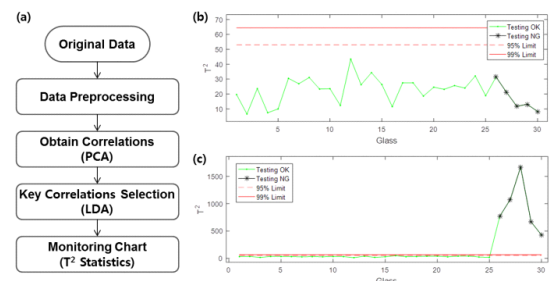 (a)
Original Data
Data Preprocessing
Obtain Correlations
(PCA)
Key Correlations Selection
(LDA)
Monitoring Chart
(T² Statistics)
(b)
70
60
50
40
30
20
10
T²
5
10
15
20
25
30
Glass
Testing OK
Testing NG
95% Limit
99% Limit
(c)
1500
1000
500
0
T²
0
5
10
15
20
25
30
Glass
Testing OK
Testing NG
95% Limit
99% Limit